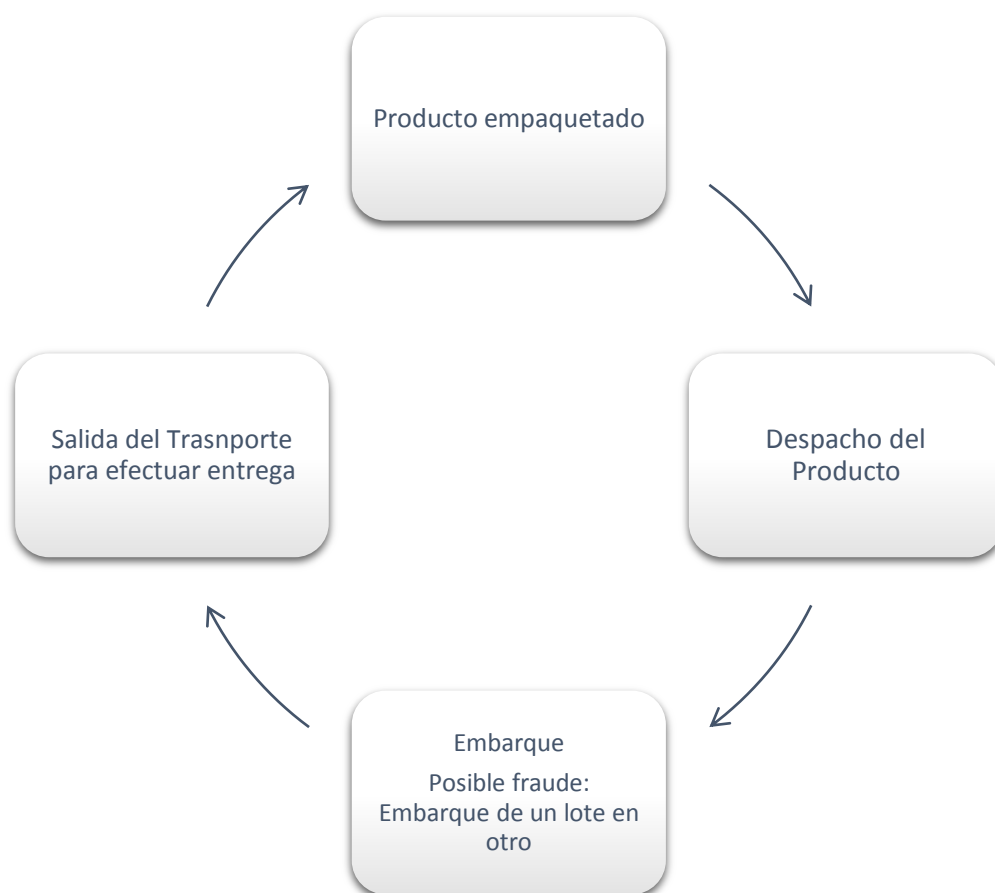 Producto empaquetado
Despacho del
Producto
Embarque
Posible fraude:
Embarque de un lote en
otro
Salida del Trasnporte
para efectuar entrega